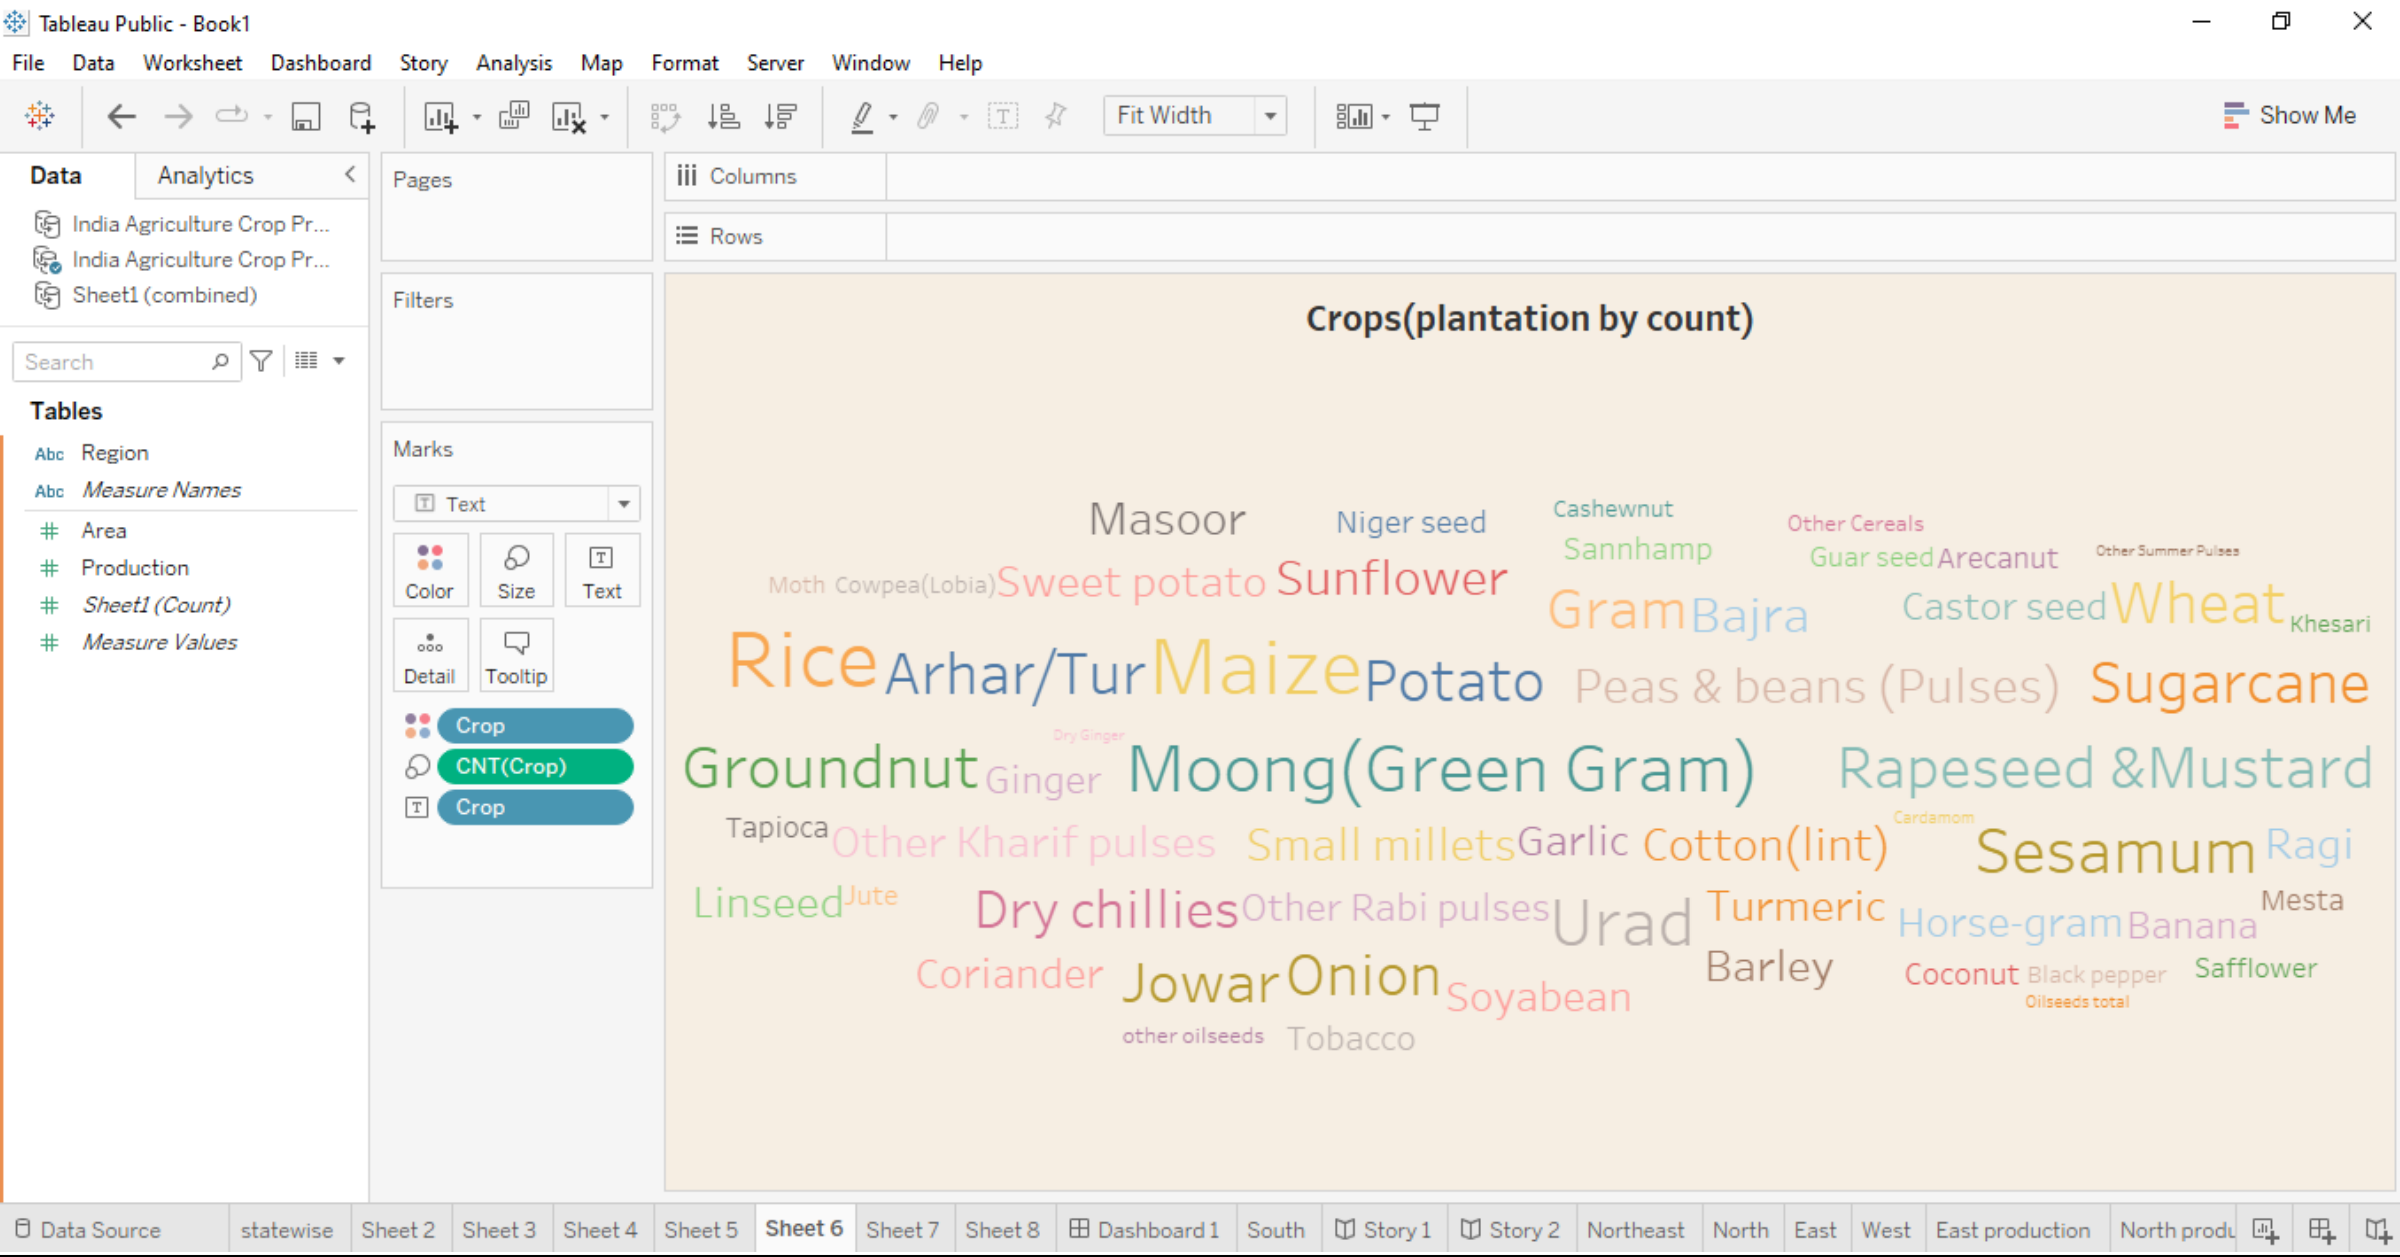 Tableau Public - Book1
File Data Worksheet Dashboard Story Analysis Map Format Server Window Help
Fit Width
Show Me
Data Analytics
India Agriculture Crop Pr...
India Agriculture Crop Pr...
Sheet1 (combined)
Search
Tables
Abc Region
Abc Measure Names
# Area
# Production
# Sheet1 (Count)
# Measure Values
Pages
Filters
Marks
Text
Color Size Text
Detail Tooltip
Crop
CNT(Crop)
Crop
Columns
Rows
Crops(plantation by count)
Masoor Niger seed Cashewnut Other Cereals
Sannhamp Guar seed Arecanut Other Summer Pulses
Moth Cowpea(Lobia) Sweet potato Sunflower
Gram Bajra Castor seed Wheat Khesari
Rice Arhar/Tur Maize Potato Peas & beans (Pulses) Sugarcane
Dry Ginger
Groundnut Ginger Moong(Green Gram) Rapeseed &Mustard
Cardamom
Tapioca Other Kharif pulses Small millets Garlic Cotton(lint) Sesamum Ragi
Linseed Jute Dry chillies Other Rabi pulses Urad Turmeric Horse-gram Banana Mesta
Coriander Jowar Onion Soyabean Barley Coconut Black pepper Safflower
Oilseeds total
other oilseeds Tobacco
Data Source statewise Sheet 2 Sheet 3 Sheet 4 Sheet 5 Sheet 6 Sheet 7 Sheet 8 Dashboard 1 South Story 1 Story 2 Northeast North East West East production North produ